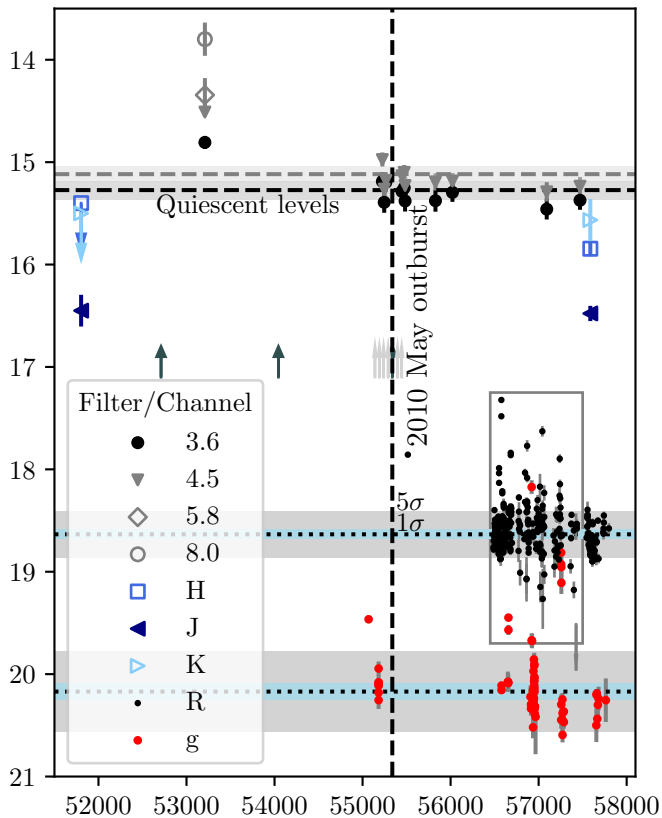 14
15
16
17
18
19
20
21
Quiescent levels
2010 May outburst
5σ
1σ
Filter/Channel
3.6
4.5
5.8
8.0
H
J
K
R
g
52000 53000 54000 55000 56000 57000 58000